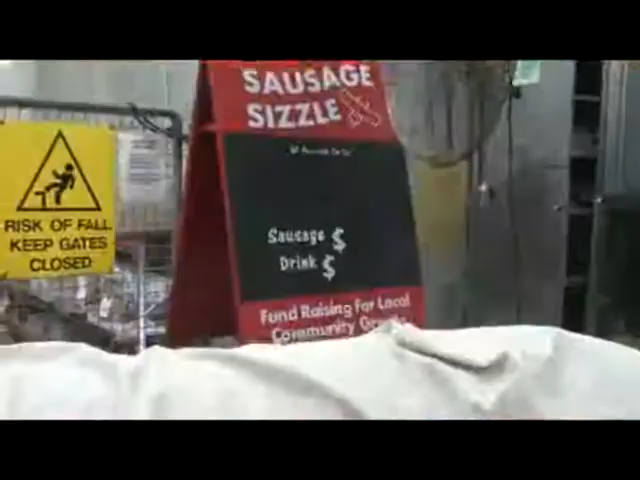 SAUSAGE
SIZZLE
Sausage $
Drink $
Fund Raising For Local
Community
RISK OF FALL
KEEP GATES
CLOSED